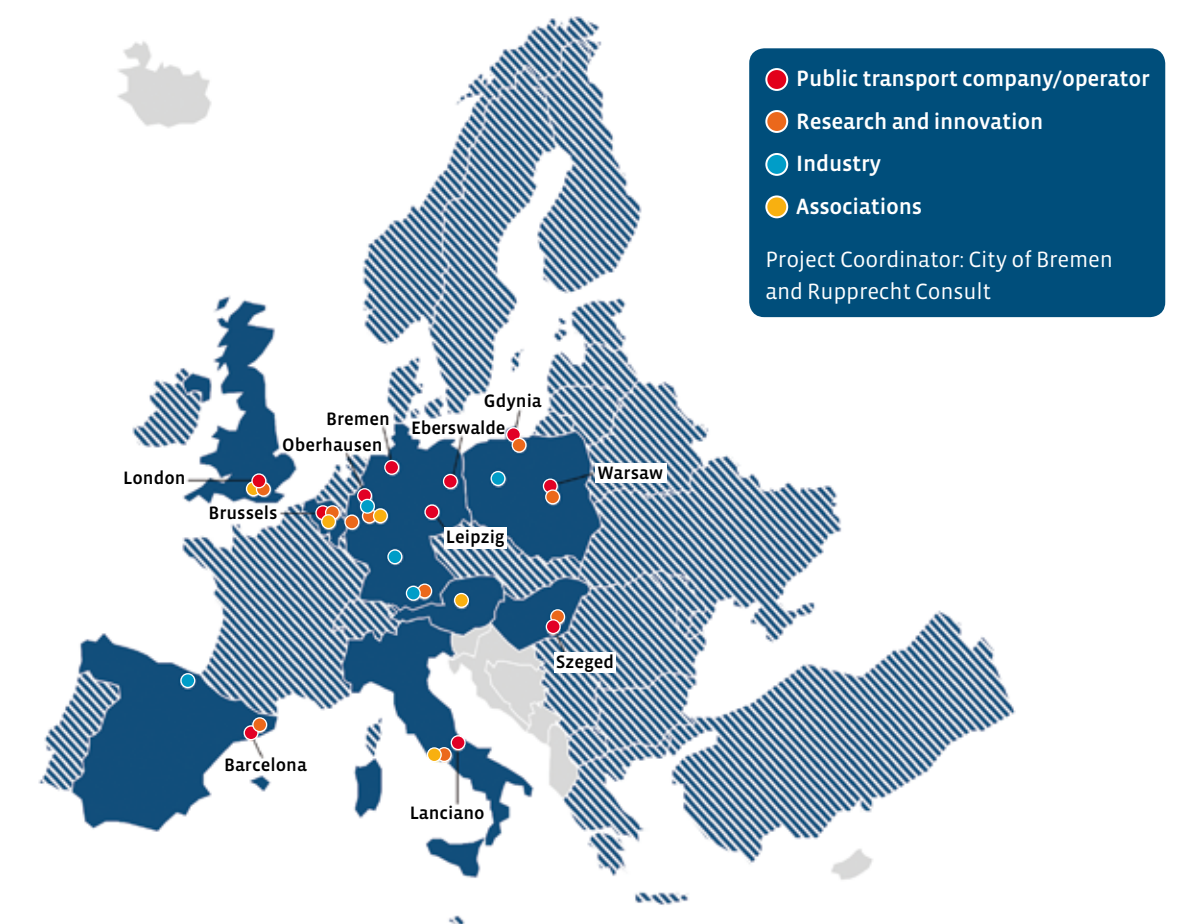 Public transport company/operator
Research and innovation
Industry
Associations
Project Coordinator: City of Bremen
and Rupprecht Consult
Gdynia
Bremen
Eberswalde
Oberhausen
Warsaw
London
Brussels
Leipzig
Szeged
Barcelona
Lanciano